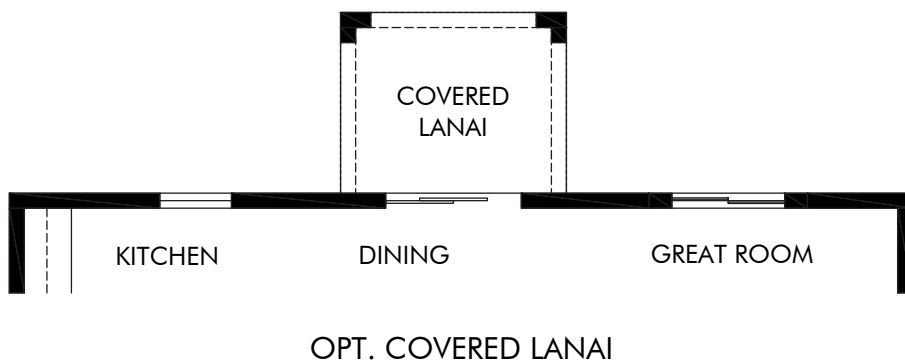 COVERED
LANAI
KITCHEN
DINING
GREAT ROOM
OPT. COVERED LANAI